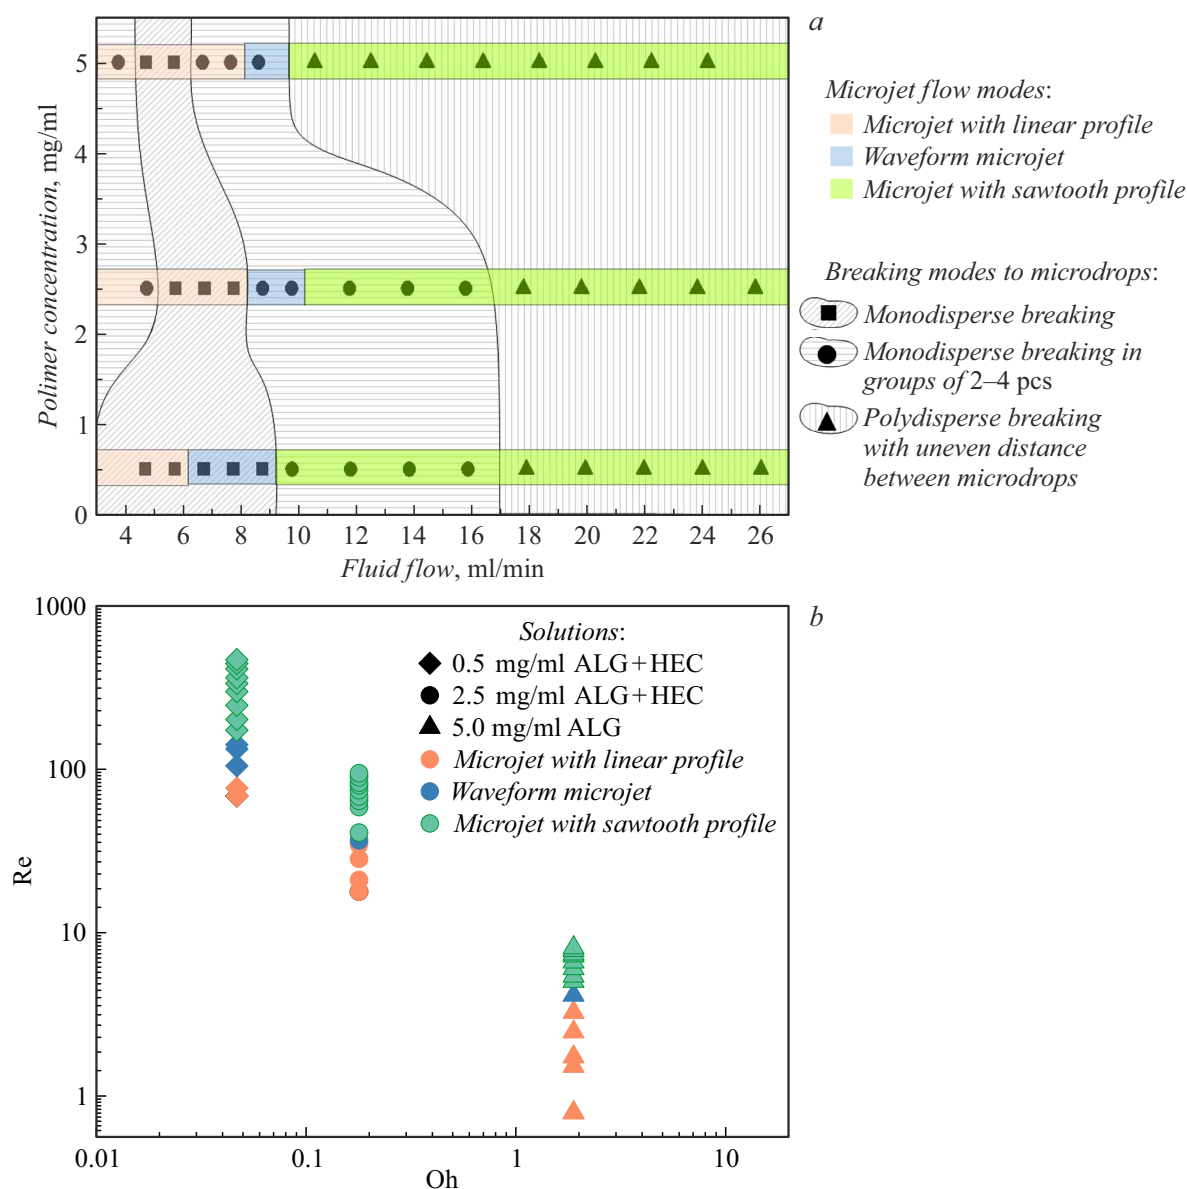 a
5
4
3
2
1
0
Polimer concentration, mg/ml
4 6 8 10 12 14 16 18 20 22 24 26
Fluid flow, ml/min
Microjet flow modes:
Microjet with linear profile
Waveform microjet
Microjet with sawtooth profile
Breaking modes to microdrops:
Monodisperse breaking
Monodisperse breaking in
groups of 2–4 pcs
Polydisperse breaking
with uneven distance
between microdrops
b
1000
100
10
1
Re
0.01 0.1 1 10
Oh
Solutions:
0.5 mg/ml ALG+HEC
2.5 mg/ml ALG+HEC
5.0 mg/ml ALG
Microjet with linear profile
Waveform microjet
Microjet with sawtooth profile